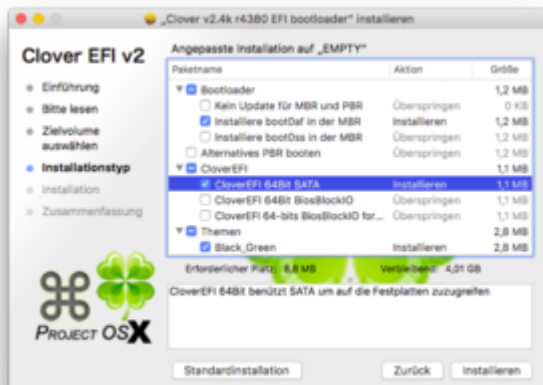 „Clover v2.4k r4380 EFI bootloader" installieren
Clover EFI v2
Angepasste Installation auf „EMPTY"
Einführung
Bitte lesen
Zielvolume
auswählen
Installationstyp
Installation
Zusammenfassung
Paketname Aktion Größe
Bootloader 1,2 MB
Kein Update für MBR und PBR Überspringen 0 KB
Installiere boot0af in der MBR Installieren 1,2 MB
Installiere boot0ss in der MBR Überspringen 1,2 MB
Alternatives PBR booten Überspringen 1,2 MB
CloverEFI 1,1 MB
CloverEFI 64Bit SATA Installieren 1,1 MB
CloverEFI 64Bit BiosBlockIO Überspringen 1,1 MB
CloverEFI 64-bits BiosBlockIO for... Überspringen 1,1 MB
Themen 2,8 MB
Black_Green Installieren 2,8 MB
Erforderlicher Platz: 8,8 MB Verbleibend: 4,01 GB
CloverEFI 64Bit benützt SATA um auf die Festplatten zuzugreifen
PROJECT OSX
Standardinstallation Zurück Installieren